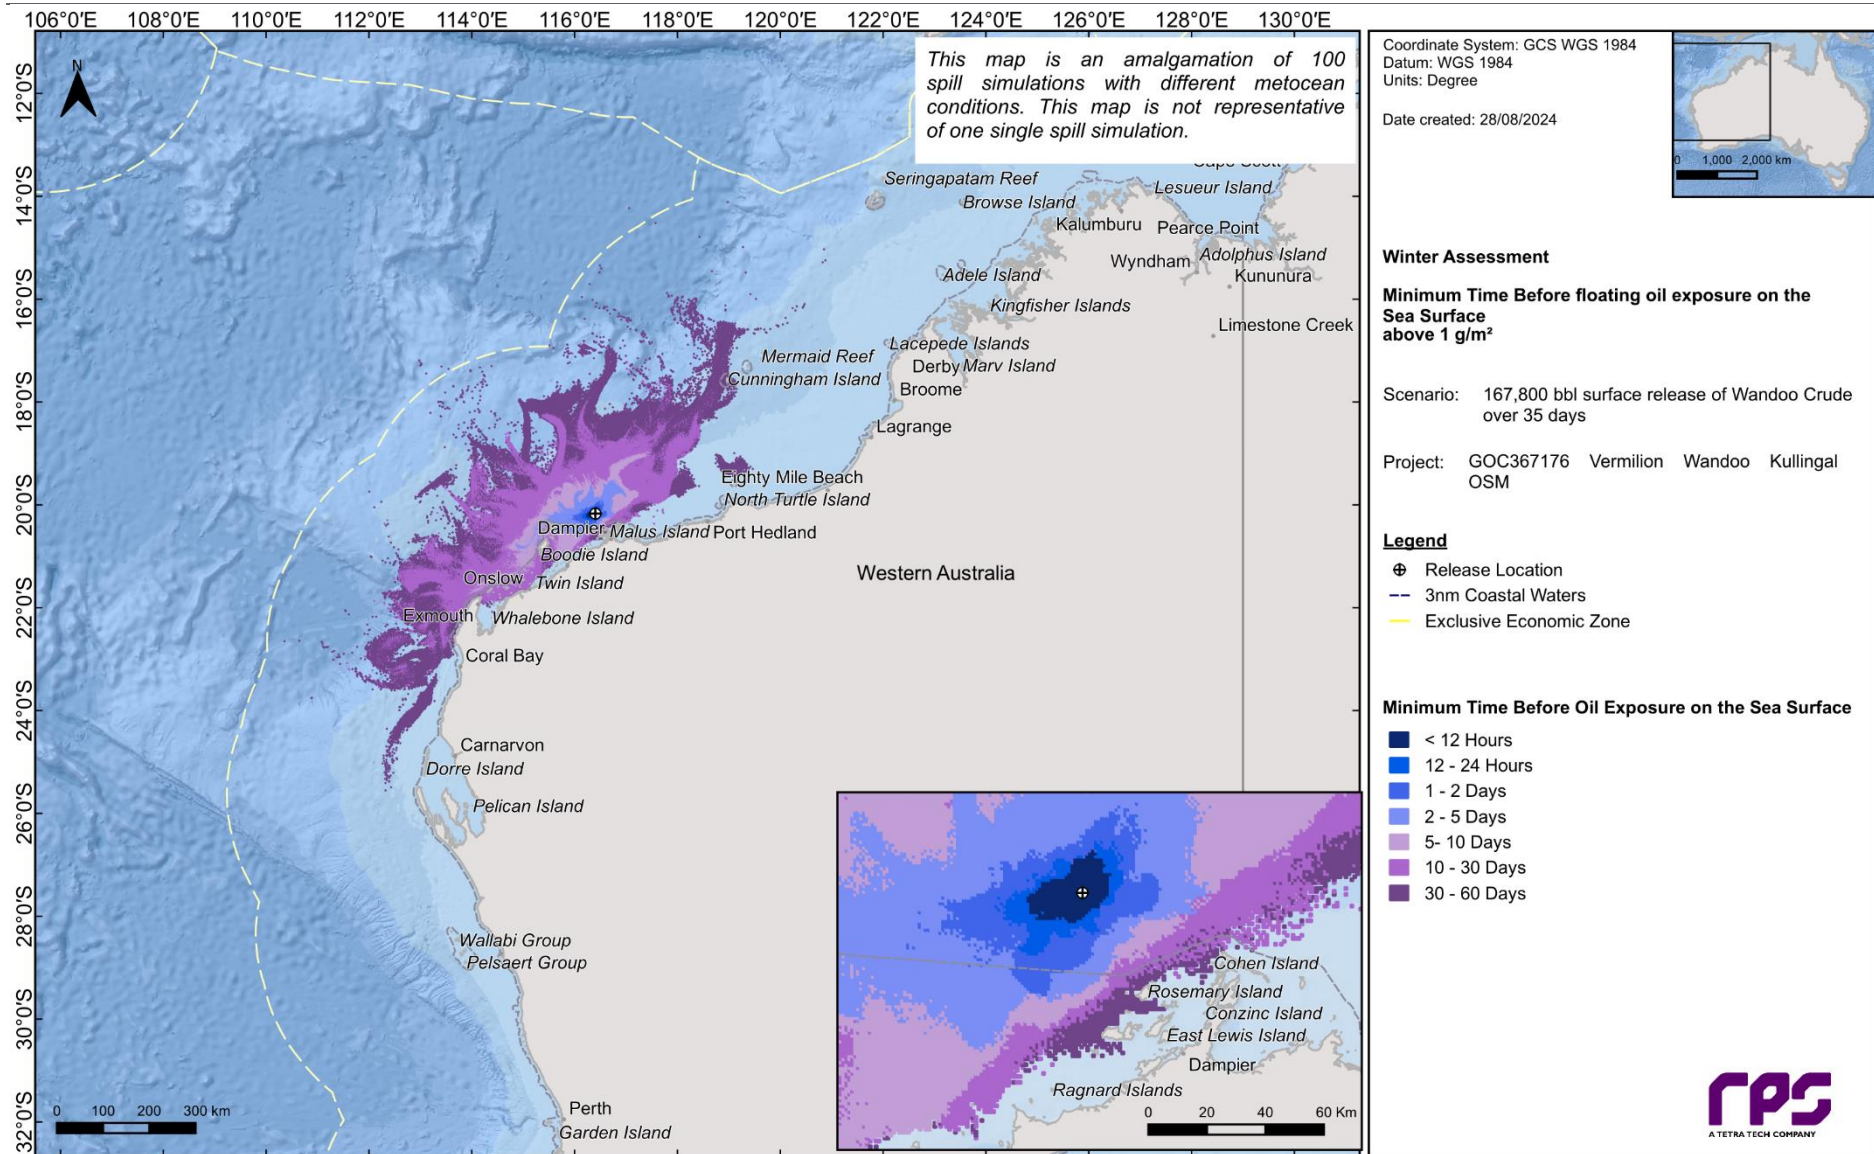 106°0'E 108°0'E 110°0'E 112°0'E 114°0'E 116°0'E 118°0'E 120°0'E 122°0'E 124°0'E 126°0'E 128°0'E 130°0'E
12°0'S
14°0'S
16°0'S
18°0'S
20°0'S
22°0'S
24°0'S
26°0'S
28°0'S
30°0'S
32°0'S
N
This map is an amalgamation of 100
spill simulations with different metocean
conditions. This map is not representative
of one single spill simulation.
Cape Scott
Seringapatam Reef
Lesueur Island
Browse Island
Kalumburu
Pearce Point
Adolphus Island
Wyndham
Kununura
Adele Island
Kingfisher Islands
Limestone Creek
Lacepede Islands
Mermaid Reef
Derby
Marv Island
Cunningham Island
Broome
Lagrange
Eighty Mile Beach
North Turtle Island
Dampier
Malus Island
Port Hedland
Boodie Island
Western Australia
Onslow
Twin Island
Exmouth
Whalebone Island
Coral Bay
Carnarvon
Dorre Island
Pelican Island
Wallabi Group
Pelsaert Group
Perth
Garden Island
0 100 200 300 km
Cohen Island
Rosemary Island
Conzinc Island
East Lewis Island
Dampier
Ragnard Islands
0 20 40 60 Km
Coordinate System: GCS WGS 1984
Datum: WGS 1984
Units: Degree
Date created: 28/08/2024
0 1,000 2,000 km
Winter Assessment
Minimum Time Before floating oil exposure on the
Sea Surface
above 1 g/m²
Scenario: 167,800 bbl surface release of Wandoo Crude
over 35 days
Project: GOC367176 Vermilion Wandoo Kullingal
OSM
Legend
Release Location
3nm Coastal Waters
Exclusive Economic Zone
Minimum Time Before Oil Exposure on the Sea Surface
< 12 Hours
12 - 24 Hours
1 - 2 Days
2 - 5 Days
5- 10 Days
10 - 30 Days
30 - 60 Days
rps
A TETRA TECH COMPANY